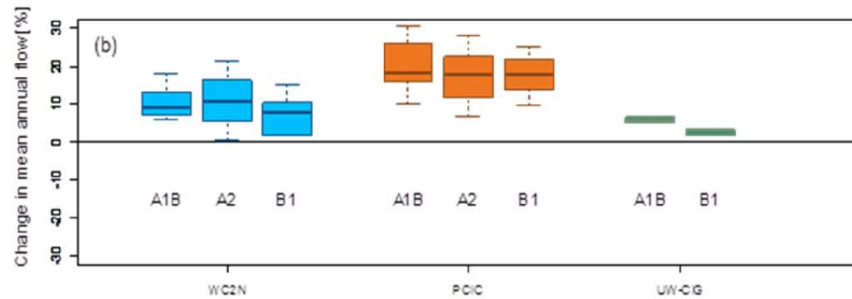 Change in mean annual flow[%]
30
20
10
0
-10
-20
-30
(b)
A1B A2 B1 A1B A2 B1 A1B B1
WC2N PCIC UW-CIG